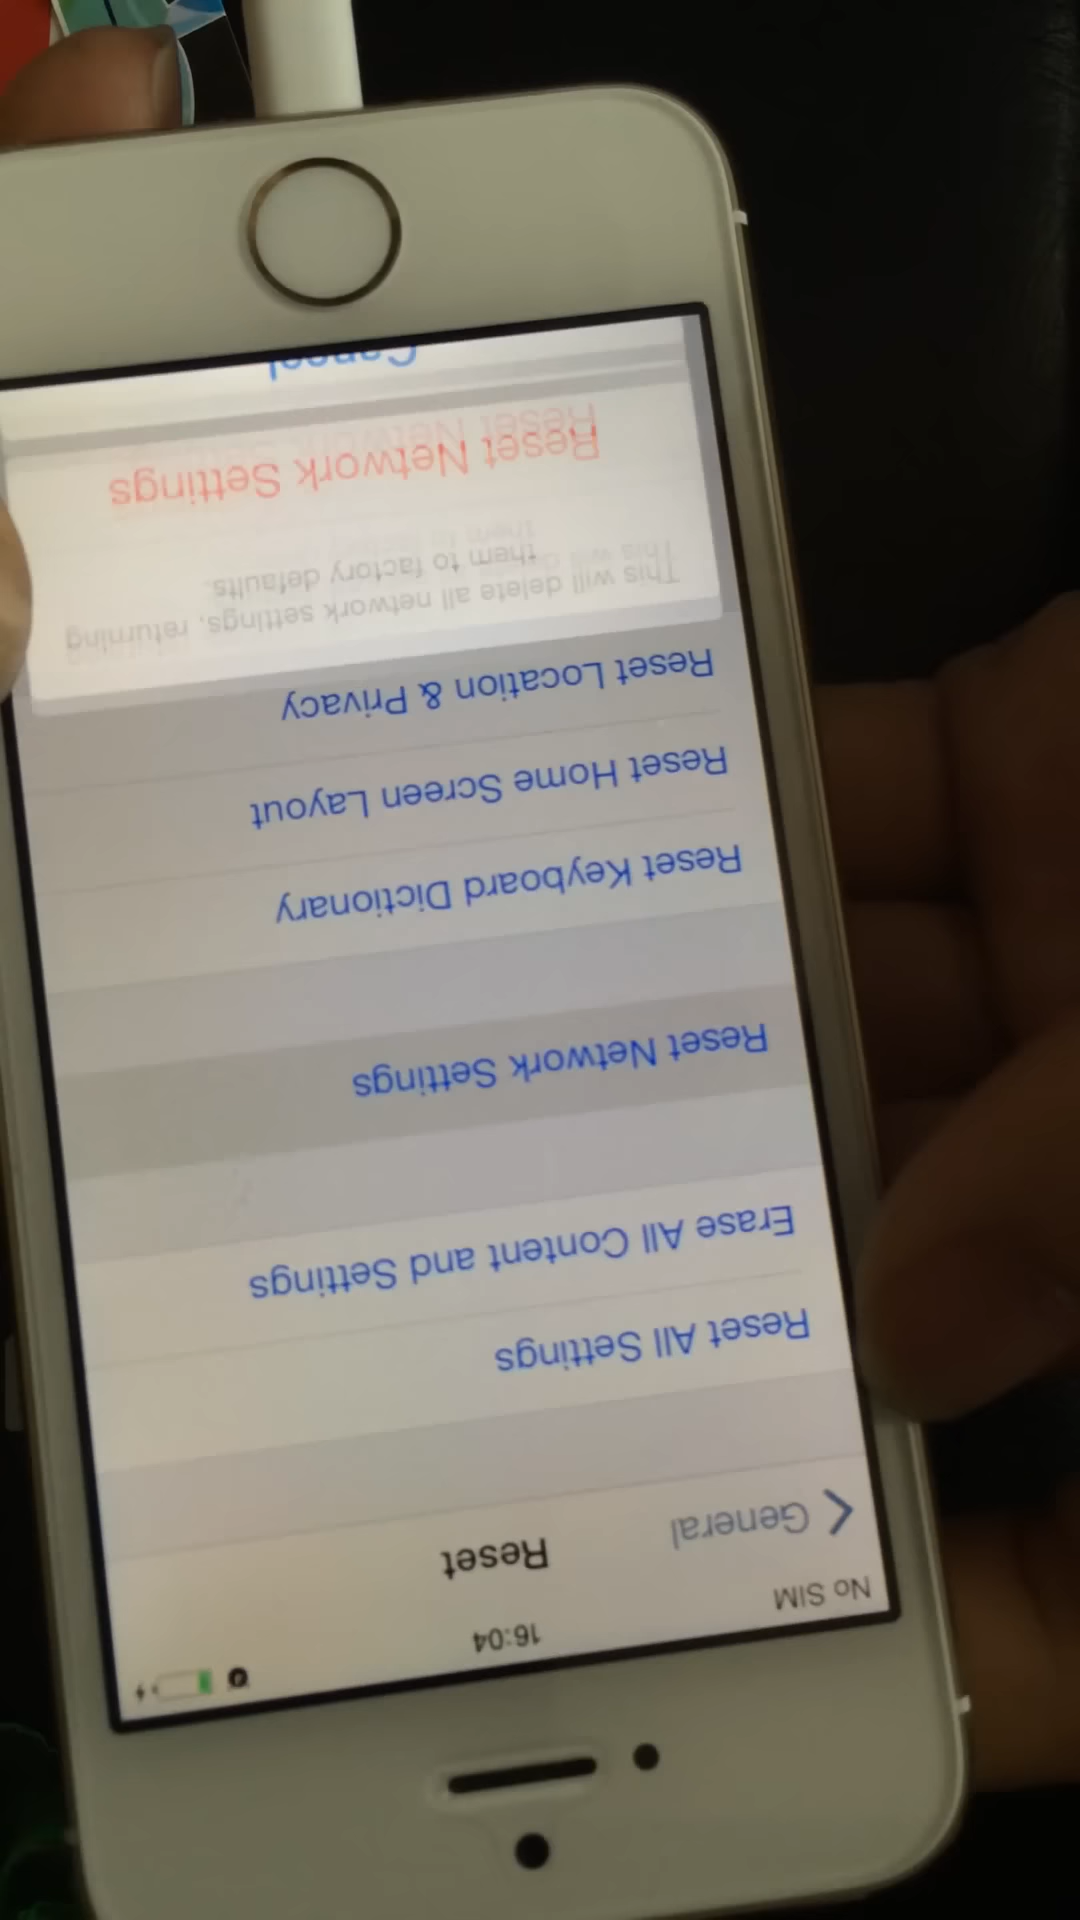 No SIM
16:04
General
Reset
Reset All Settings
Erase All Content and Settings
Reset Network Settings
Reset Keyboard Dictionary
Reset Home Screen Layout
Reset Location & Privacy
This will delete all network settings, returning
them to factory defaults.
Reset Network Settings
Cancel